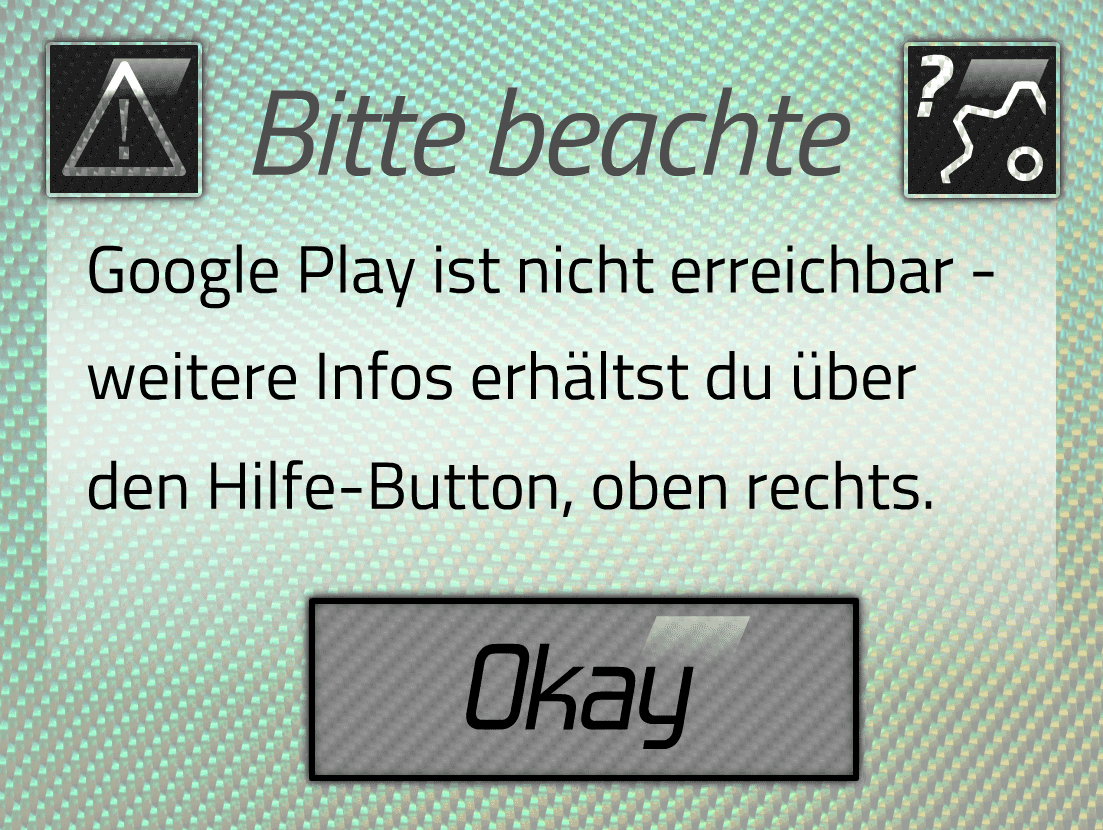 Bitte beachte
Google Play ist nicht erreichbar -
weitere Infos erhältst du über
den Hilfe-Button, oben rechts.
Okay